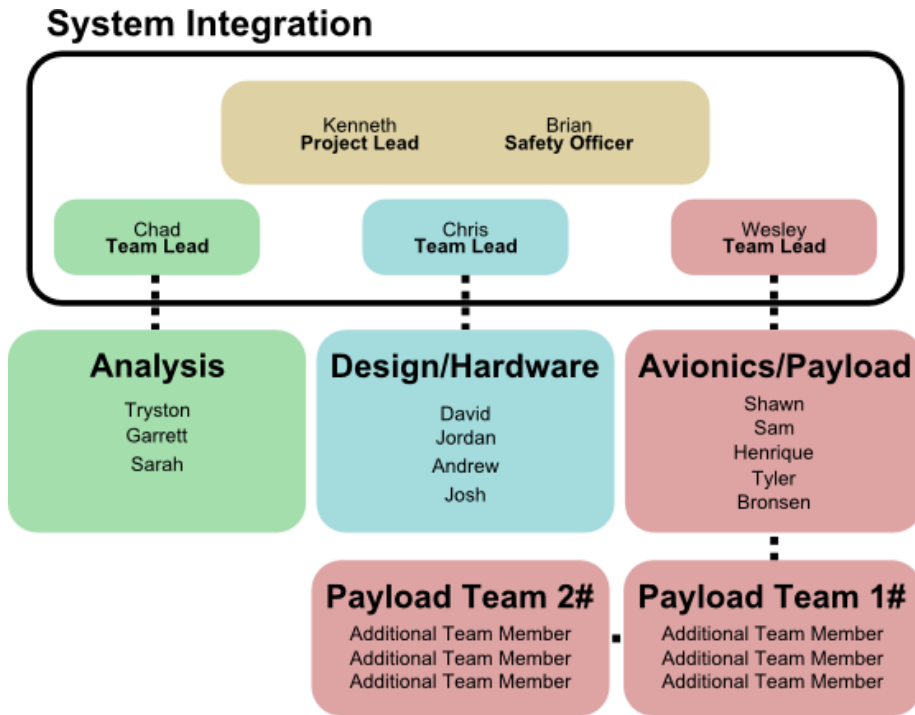 System Integration
Kenneth
Project Lead
Brian
Safety Officer
Chad
Team Lead
Chris
Team Lead
Wesley
Team Lead
Analysis
Tryston
Garrett
Sarah
Design/Hardware
David
Jordan
Andrew
Josh
Avionics/Payload
Shawn
Sam
Henrique
Tyler
Bronsen
Payload Team 2#
Additional Team Member
Additional Team Member
Additional Team Member
Payload Team 1#
Additional Team Member
Additional Team Member
Additional Team Member